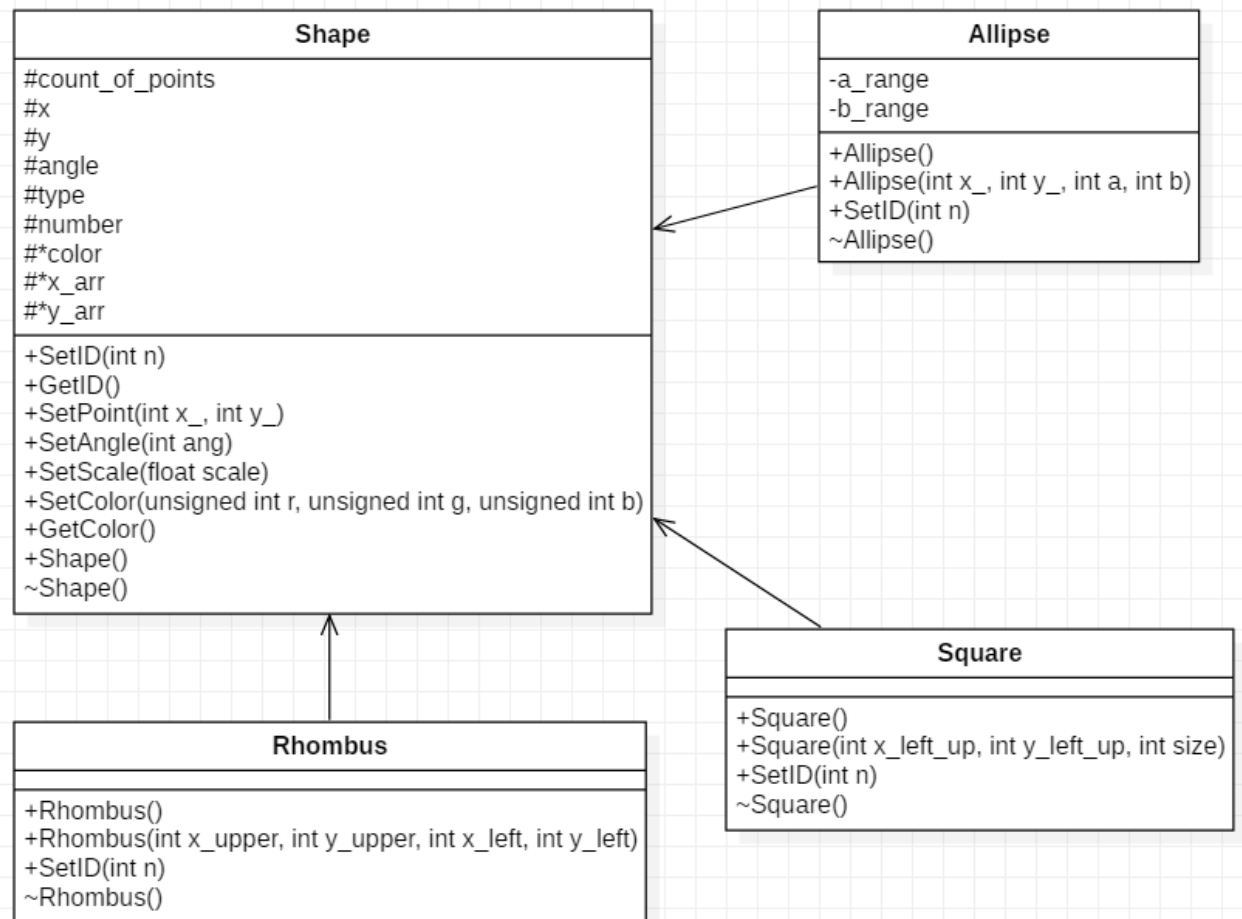 Shape
#count_of_points
#x
#y
#angle
#type
#number
#*color
#*x_arr
#*y_arr
+SetID(int n)
+GetID()
+SetPoint(int x_, int y_)
+SetAngle(int ang)
+SetScale(float scale)
+SetColor(unsigned int r, unsigned int g, unsigned int b)
+GetColor()
+Shape()
~Shape()
Allipse
-a_range
-b_range
+Allipse()
+Allipse(int x_, int y_, int a, int b)
+SetID(int n)
~Allipse()
Square
+Square()
+Square(int x_left_up, int y_left_up, int size)
+SetID(int n)
~Square()
Rhombus
+Rhombus()
+Rhombus(int x_upper, int y_upper, int x_left, int y_left)
+SetID(int n)
~Rhombus()